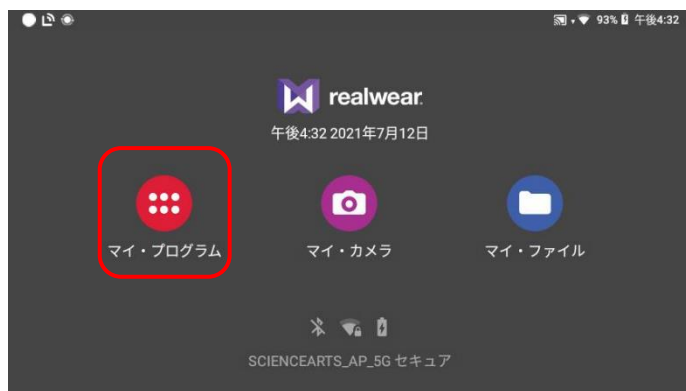 93% 午後4:32
realwear
午後4:32 2021年7月12日
マイ・プログラム マイ・カメラ マイ・ファイル
SCIENCEARTS_AP_5G セキュア